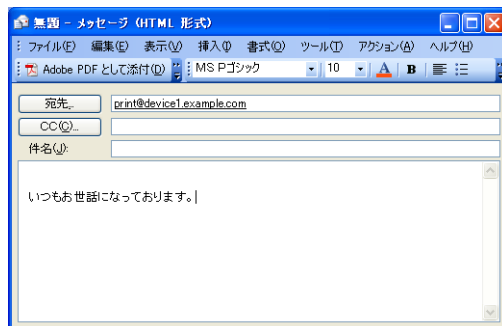 無題 - メッセージ (HTML 形式)
ファイル(F) 編集(E) 表示(V) 挿入(I) 書式(O) ツール(T) アクション(A) ヘルプ(H)
Adobe PDF として添付(D) MS Pゴシック 10 A B
宛先... print@device1.example.com
CC(C)...
件名(J):
いつもお世話になっております。